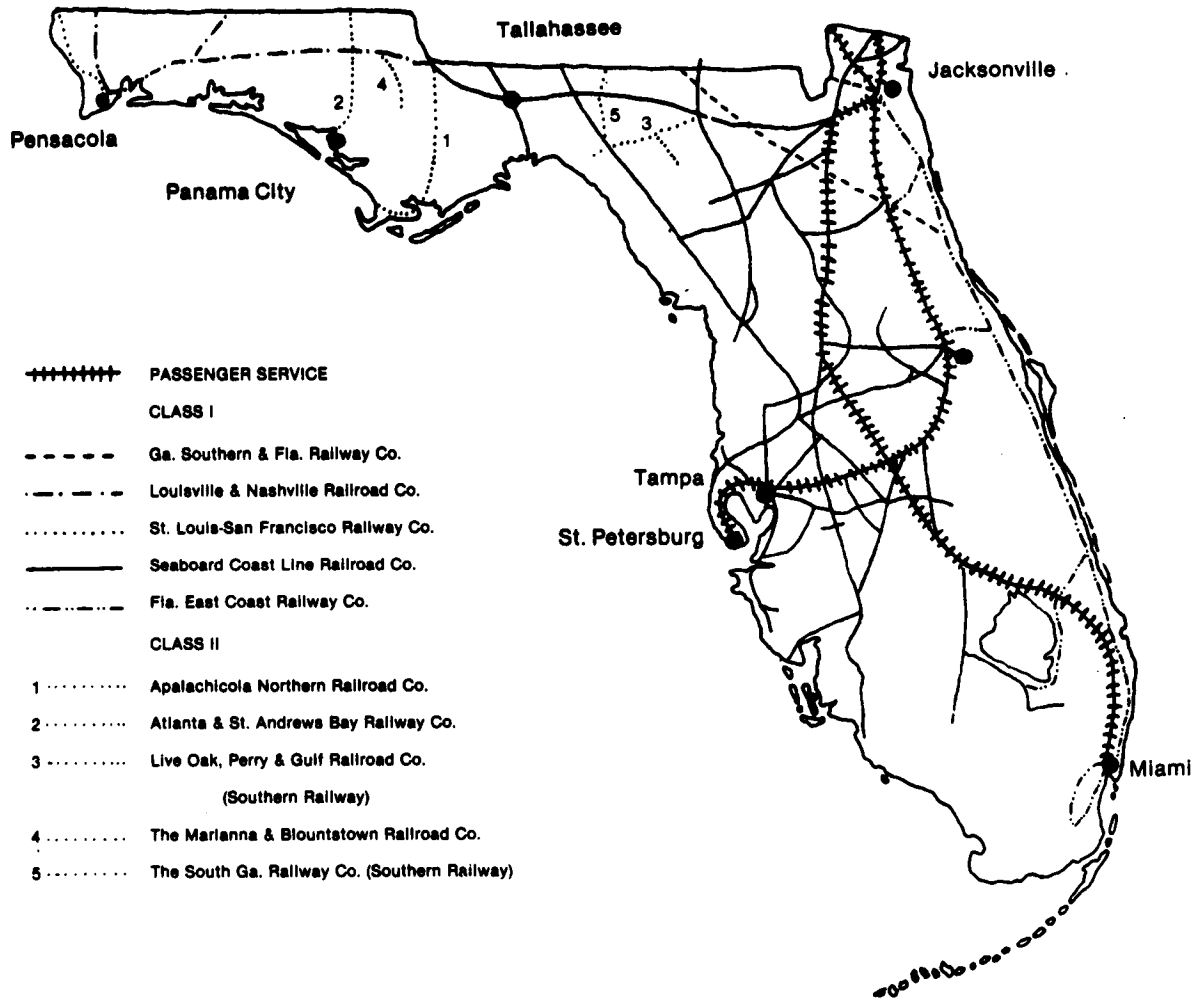 Tallahassee
Jacksonville
Pensacola
Panama City
2
4
1
5
3
Tampa
St. Petersburg
Miami
PASSENGER SERVICE
CLASS I
Ga. Southern & Fla. Railway Co.
Louisville & Nashville Railroad Co.
St. Louis-San Francisco Railway Co.
Seaboard Coast Line Railroad Co.
Fla. East Coast Railway Co.
CLASS II
1 Apalachicola Northern Railroad Co.
2 Atlanta & St. Andrews Bay Railway Co.
3 Live Oak, Perry & Gulf Railroad Co.
(Southern Railway)
4 The Marianna & Blountstown Railroad Co.
5 The South Ga. Railway Co. (Southern Railway)